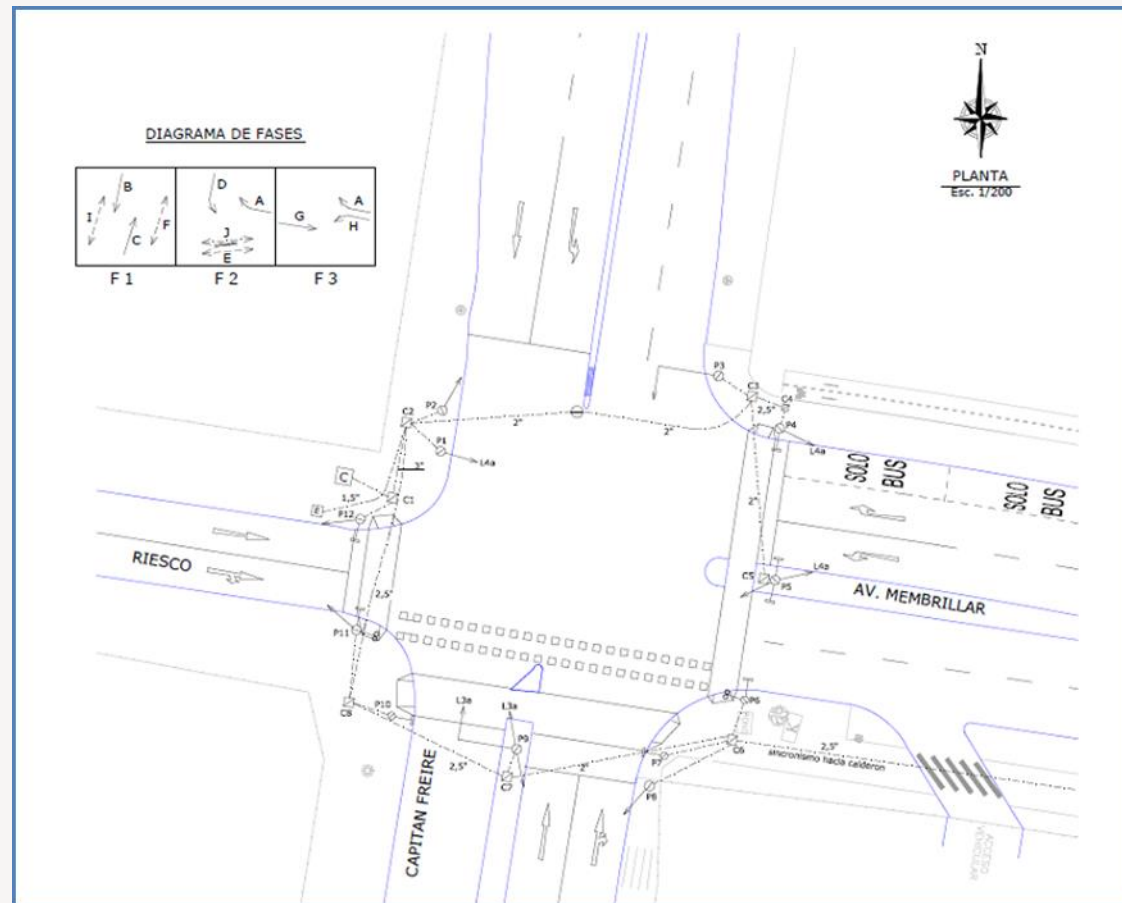 N
DIAGRAMA DE FASES
PLANTA
Esc. 1/200
B
D
A
A
I
F
G
H
C
J
E
F 1
F 2
F 3
P3
C3
C4
2,5"
P2
C2
2"
2"
P4
L4a
P1
L4a
3"
SOLO
BUS
SOLO
BUS
C
1,5"
C1
E
P12
2"
RIESCO
L4a
C5
P5
AV. MEMBRILLAR
2,5"
P11
P6
L3a
L3a
C8
P10
P9
C6
2,5"
P7
sincronismo hacia calderon
2,5"
2"
P8
CAPITAN FREIRE
ACCESO
VEHICULAR